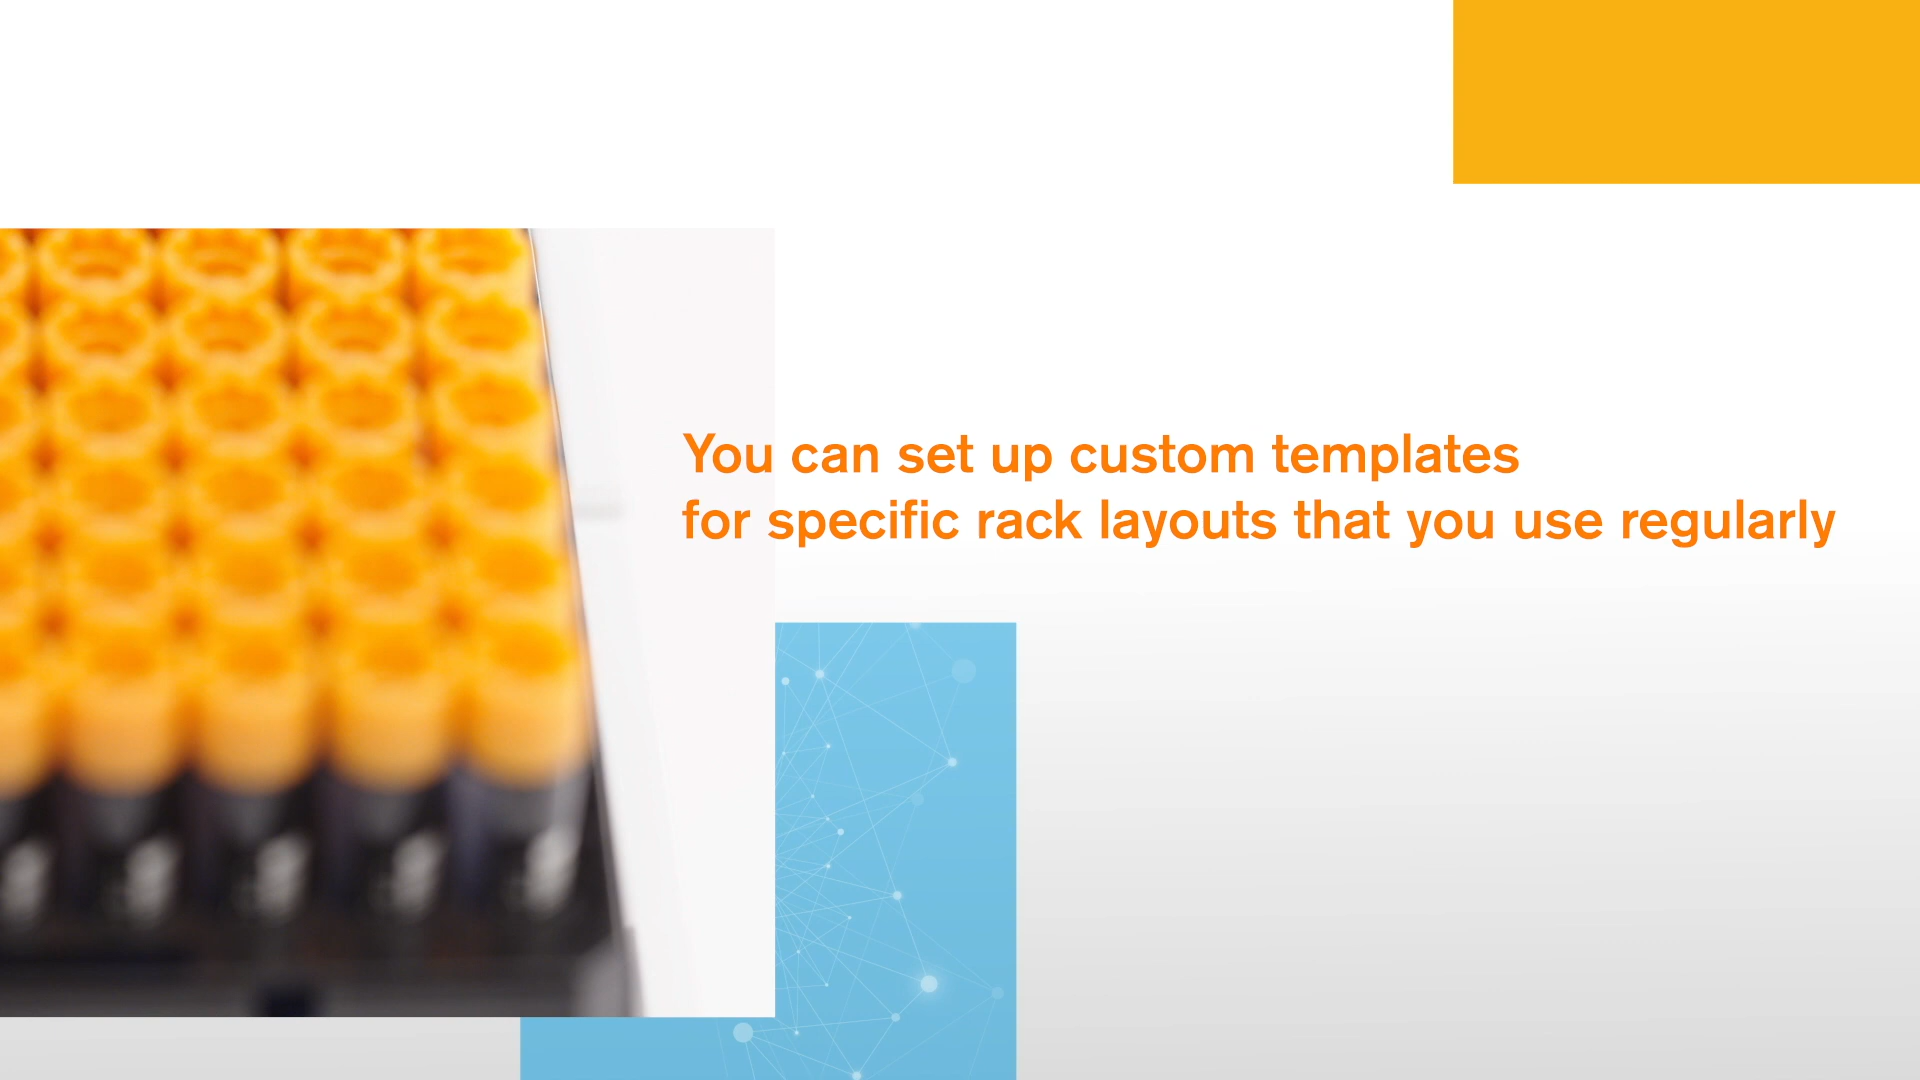 You can set up custom templates
for specific rack layouts that you use regularly